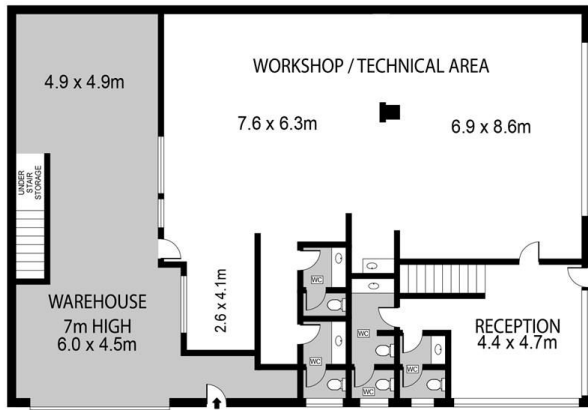 4.9 x 4.9m
WORKSHOP / TECHNICAL AREA
7.6 x 6.3m
6.9 x 8.6m
UNDER
STAIR
STORAGE
WAREHOUSE
7m HIGH
6.0 x 4.5m
2.6 x 4.1m
WC
WC
WC
WC
WC
RECEPTION
4.4 x 4.7m